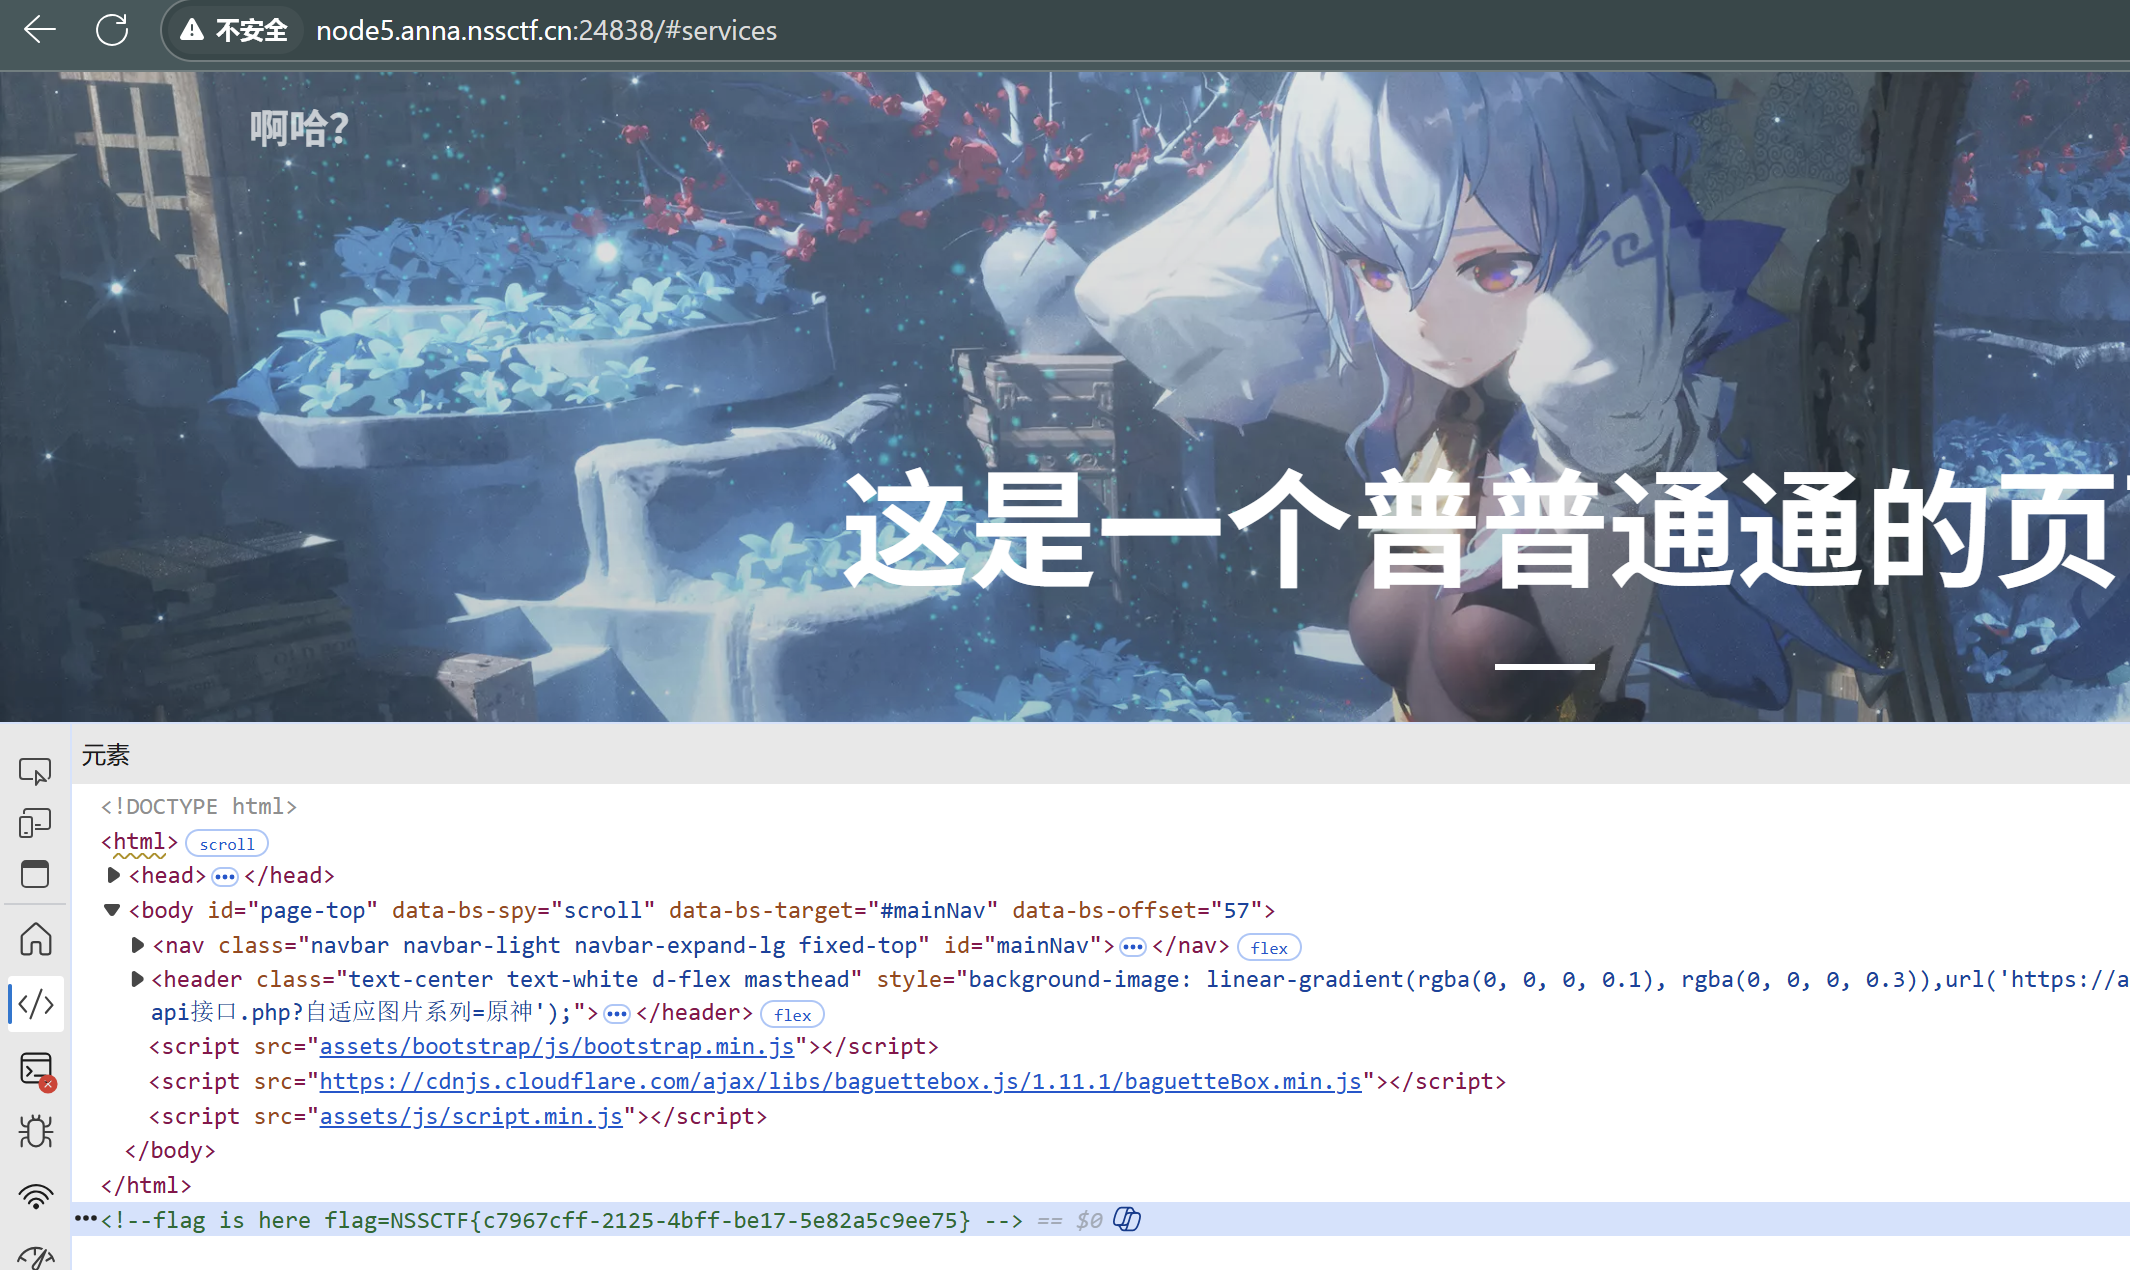 不安全 node5.anna.nssctf.cn:24838/#services
啊哈?
这是一个普普通通的页
元素
<!DOCTYPE html>
<html> scroll
<head> ••• </head>
<body id="page-top" data-bs-spy="scroll" data-bs-target="#mainNav" data-bs-offset="57">
<nav class="navbar navbar-light navbar-expand-lg fixed-top" id="mainNav"> ••• </nav> flex
<header class="text-center text-white d-flex masthead" style="background-image: linear-gradient(rgba(0, 0, 0, 0.1), rgba(0, 0, 0, 0.3)),url('https://a
api接口.php?自适应图片系列=原神');"> ••• </header> flex
<script src="assets/bootstrap/js/bootstrap.min.js"></script>
<script src="https://cdnjs.cloudflare.com/ajax/libs/baguettebox.js/1.11.1/baguetteBox.min.js"></script>
<script src="assets/js/script.min.js"></script>
</body>
</html>
•••<!--flag is here flag=NSSCTF{c7967cff-2125-4bff-be17-5e82a5c9ee75} --> == $0